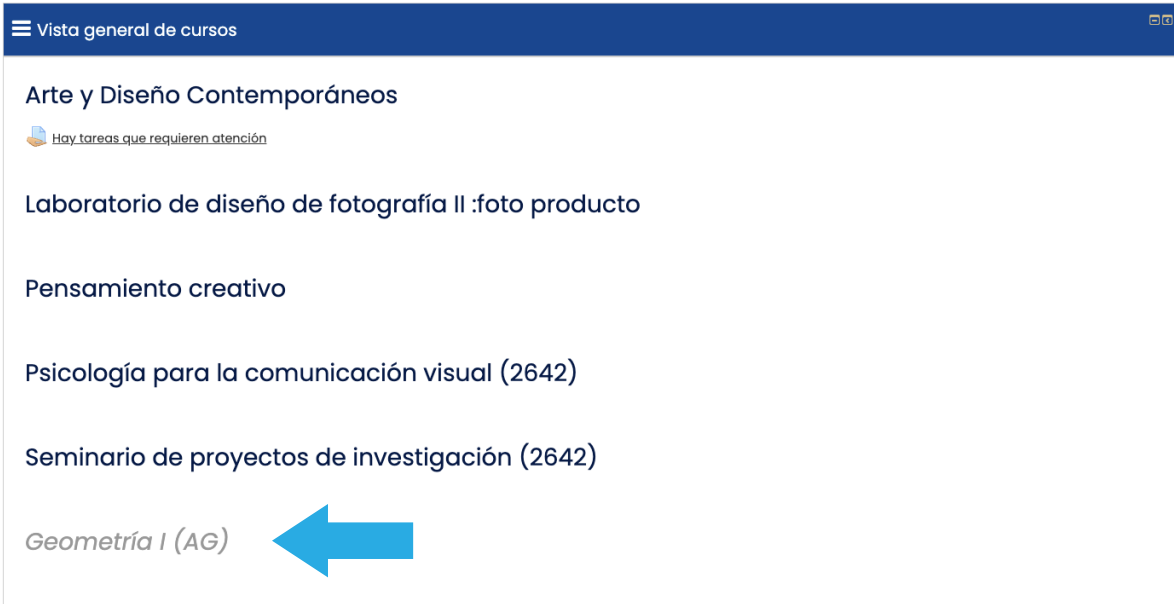 Vista general de cursos
Arte y Diseño Contemporáneos
Hay tareas que requieren atención
Laboratorio de diseño de fotografía II :foto producto
Pensamiento creativo
Psicología para la comunicación visual (2642)
Seminario de proyectos de investigación (2642)
Geometría I (AG)